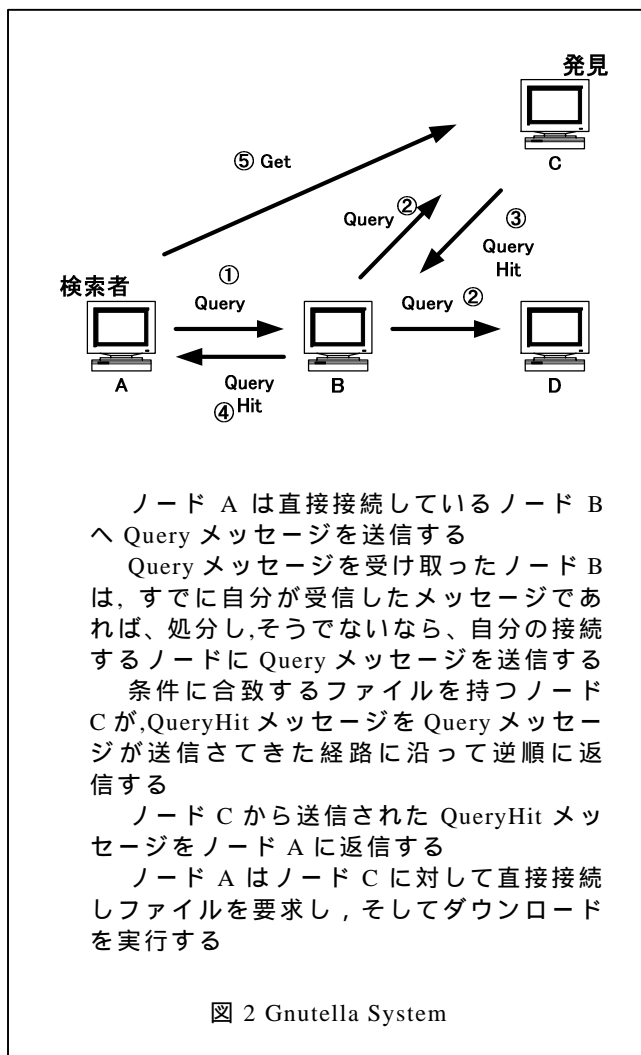 発見
C
⑤ Get
Query ②
③
Query
Hit
検索者
①
Query
Query ②
A
B
D
Query
④ Hit
ノード A は直接接続しているノード B
へ Query メッセージを送信する
Query メッセージを受け取ったノード B
は, すでに自分が受信したメッセージであ
れば、処分し,そうでないなら、自分の接続
するノードに Query メッセージを送信する
条件に合致するファイルを持つノード
C が,QueryHit メッセージを Query メッセー
ジが送信さてきた経路に沿って逆順に返
信する
ノード C から送信された QueryHit メッ
セージをノード A に返信する
ノード A はノード C に対して直接接続
しファイルを要求し , そしてダウンロード
を実行する
図 2 Gnutella System